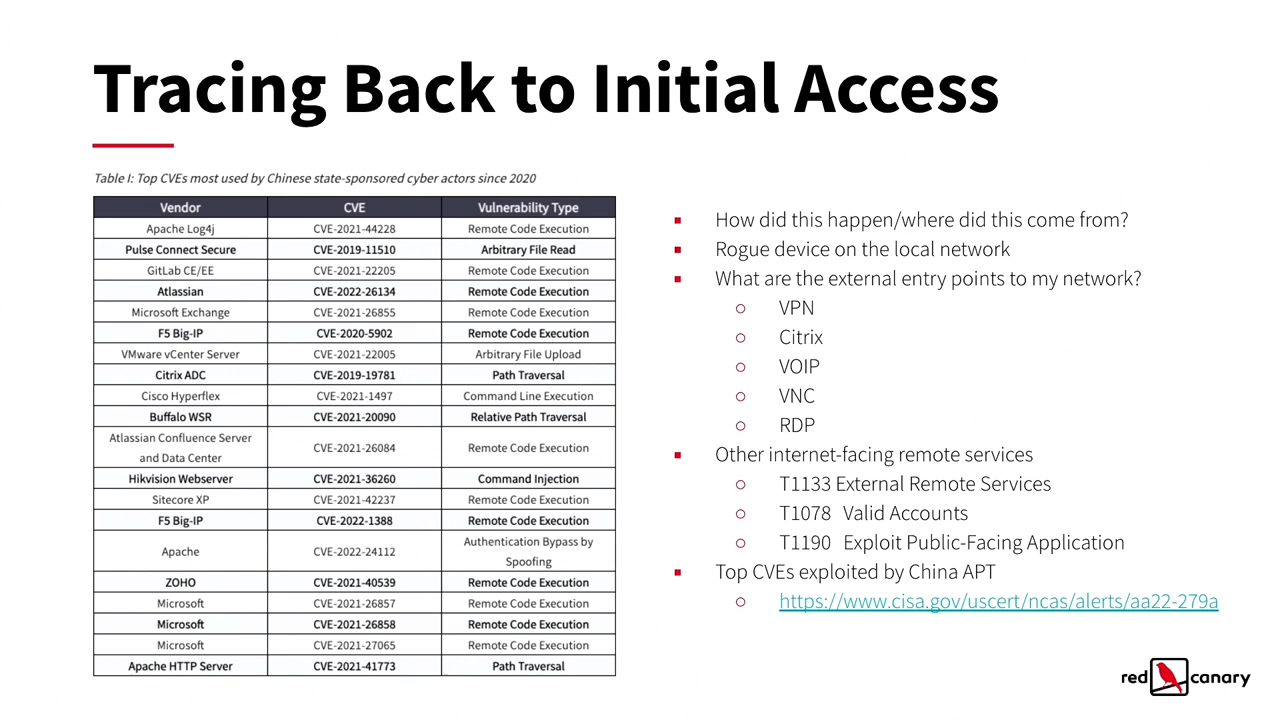 Tracing Back to Initial Access
Table I: Top CVEs most used by Chinese state-sponsored cyber actors since 2020
Vendor CVE Vulnerability Type
Apache Log4j CVE-2021-44228 Remote Code Execution
Pulse Connect Secure CVE-2019-11510 Arbitrary File Read
GitLab CE/EE CVE-2021-22205 Remote Code Execution
Atlassian CVE-2022-26134 Remote Code Execution
Microsoft Exchange CVE-2021-26855 Remote Code Execution
F5 Big-IP CVE-2020-5902 Remote Code Execution
VMware vCenter Server CVE-2021-22005 Arbitrary File Upload
Citrix ADC CVE-2019-19781 Path Traversal
Cisco Hyperflex CVE-2021-1497 Command Line Execution
Buffalo WSR CVE-2021-20090 Relative Path Traversal
Atlassian Confluence Server
and Data Center CVE-2021-26084 Remote Code Execution
Hikvision Webserver CVE-2021-36260 Command Injection
Sitecore XP CVE-2021-42237 Remote Code Execution
F5 Big-IP CVE-2022-1388 Remote Code Execution
Apache CVE-2022-24112 Authentication Bypass by
Spoofing
ZOHO CVE-2021-40539 Remote Code Execution
Microsoft CVE-2021-26857 Remote Code Execution
Microsoft CVE-2021-26858 Remote Code Execution
Microsoft CVE-2021-27065 Remote Code Execution
Apache HTTP Server CVE-2021-41773 Path Traversal
How did this happen/where did this come from?
Rogue device on the local network
What are the external entry points to my network?
VPN
Citrix
VOIP
VNC
RDP
Other internet-facing remote services
T1133 External Remote Services
T1078 Valid Accounts
T1190 Exploit Public-Facing Application
Top CVEs exploited by China APT
https://www.cisa.gov/uscert/ncas/alerts/aa22-279a
red canary